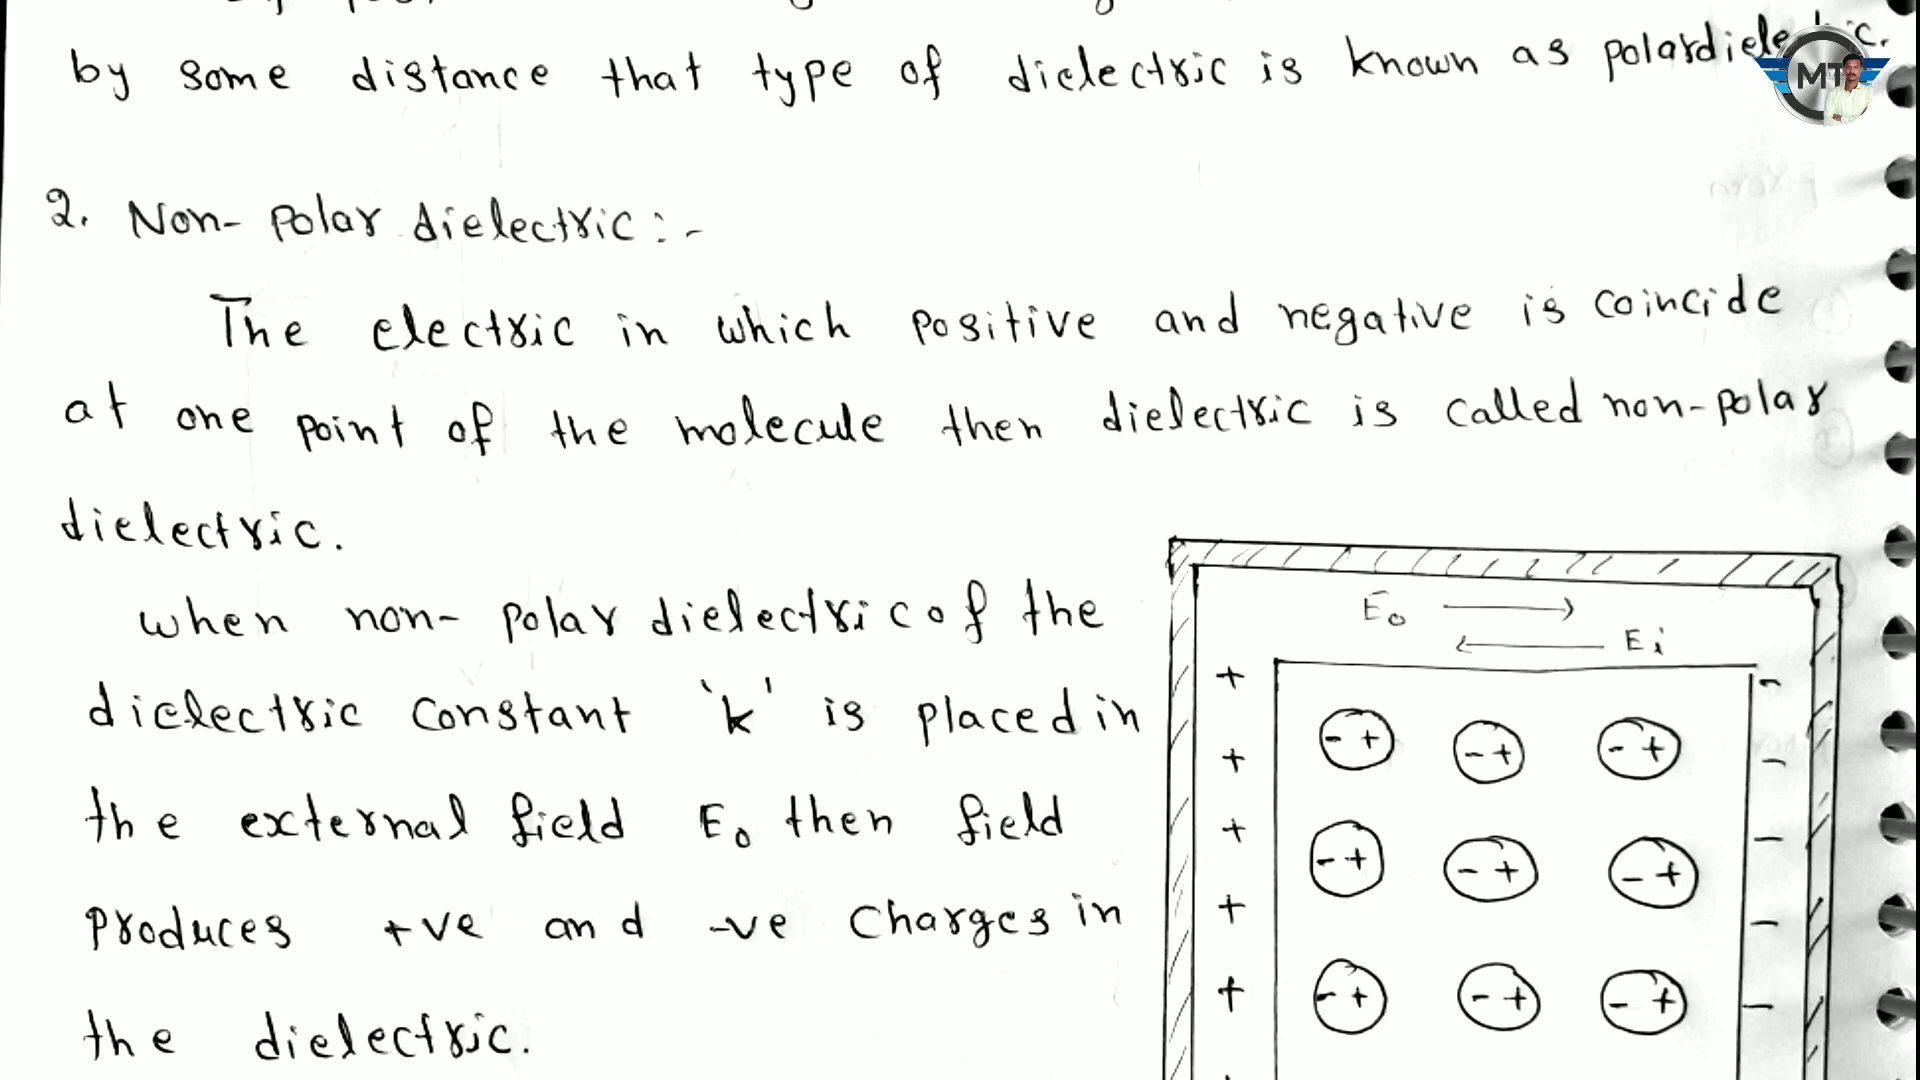 by some distance that type of dielectric is known as polardielectric.
2. Non-Polar dielectric:-
The electric in which positive and negative is coincide
at one point of the molecule then dielectric is called non-polar
dielectric.
when non-polar dielectric of the
dielectric constant 'k' is placed in
the external field E₀ then field
produces +ve and -ve charges in
the dielectric.
E₀ →
← Eᵢ
+ -
- + - + - +
+ -
+ -
- + - + - +
+ -
+ - + - + - + -
MT